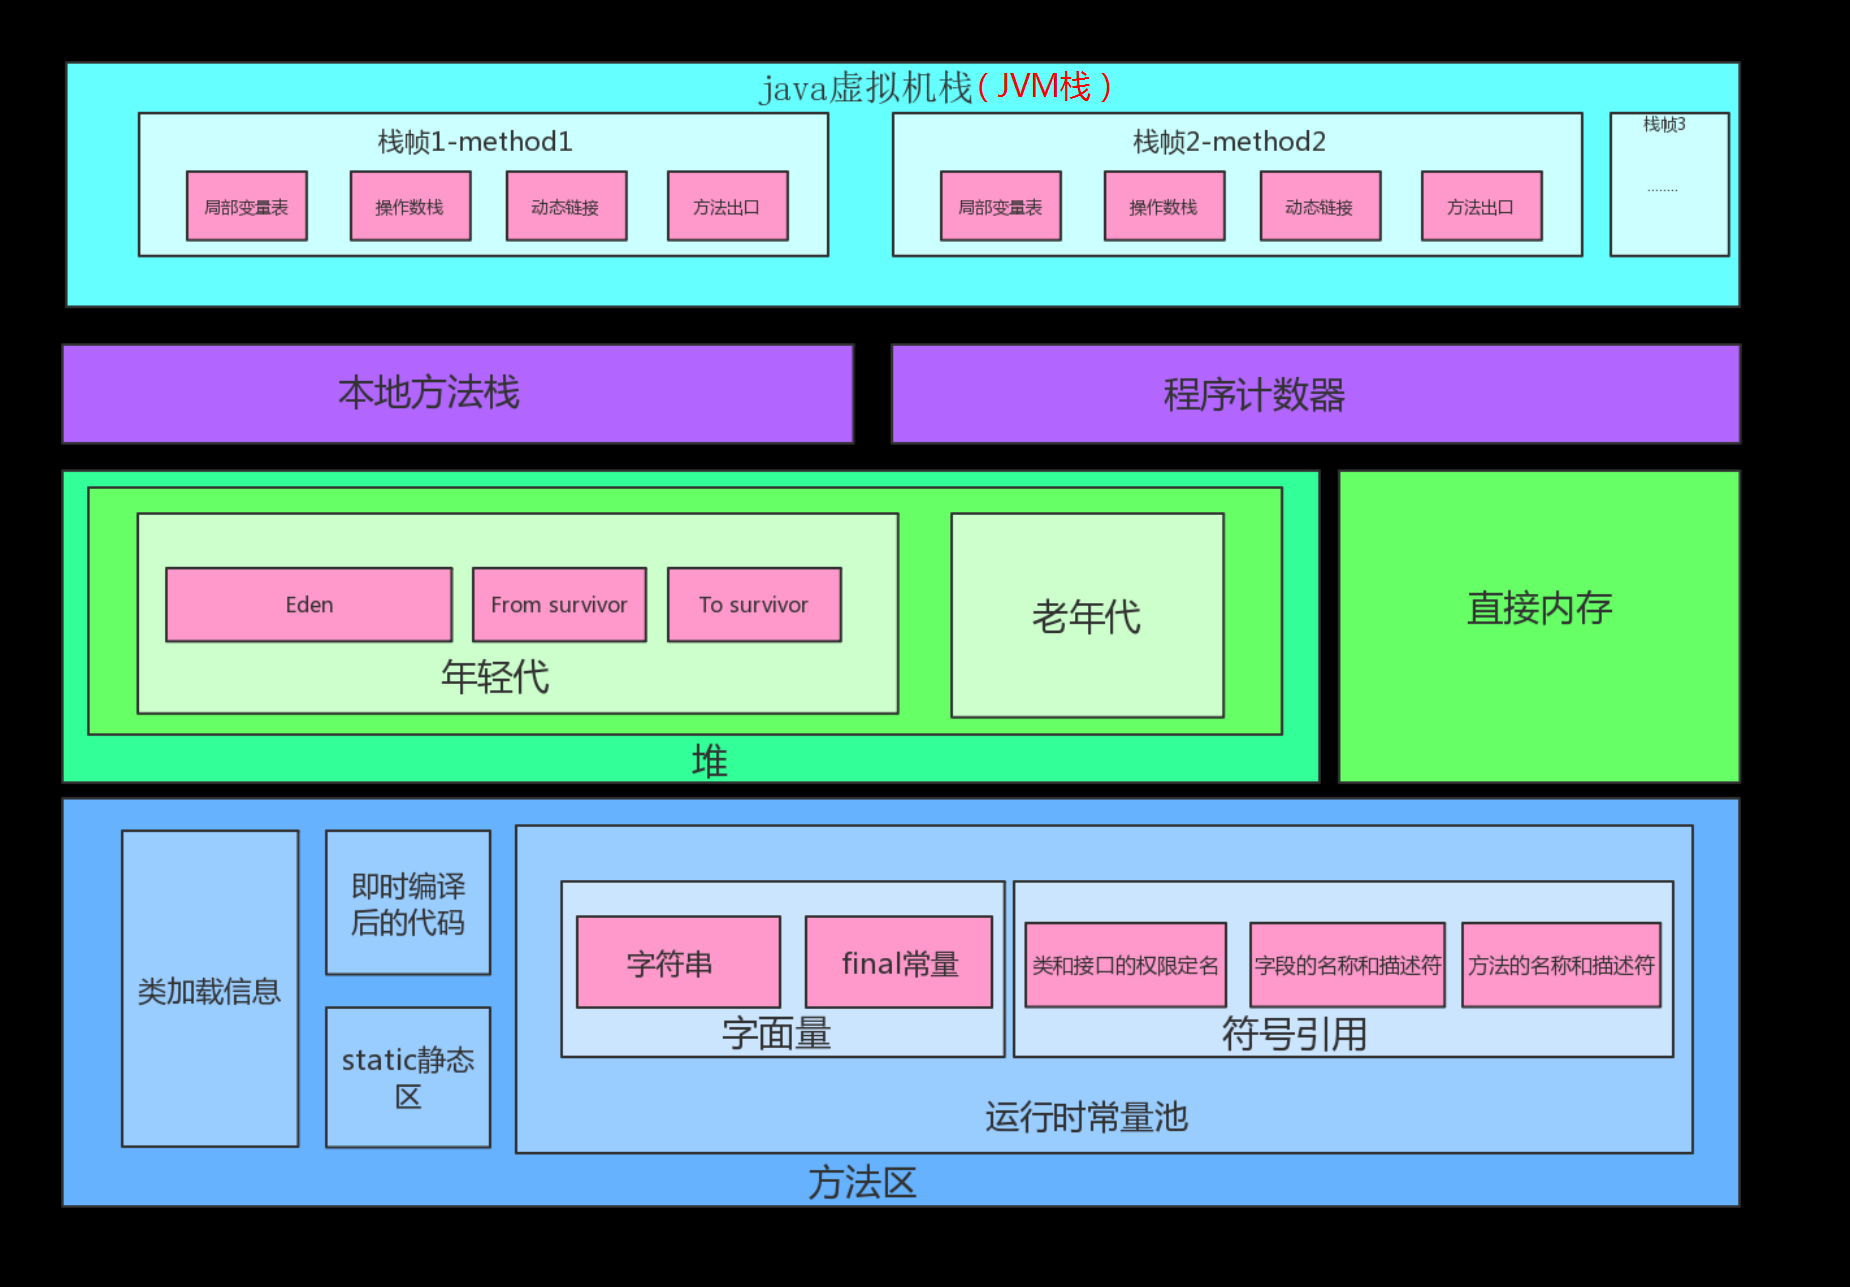 java虚拟机栈(JVM栈)
栈帧1-method1
局部变量表
操作数栈
动态链接
方法出口
栈帧2-method2
局部变量表
操作数栈
动态链接
方法出口
栈帧3
........
本地方法栈
程序计数器
Eden
From survivor
To survivor
年轻代
老年代
堆
直接内存
类加载信息
即时编译
后的代码
static静态
区
字符串
final常量
字面量
类和接口的权限定名
字段的名称和描述符
方法的名称和描述符
符号引用
运行时常量池
方法区